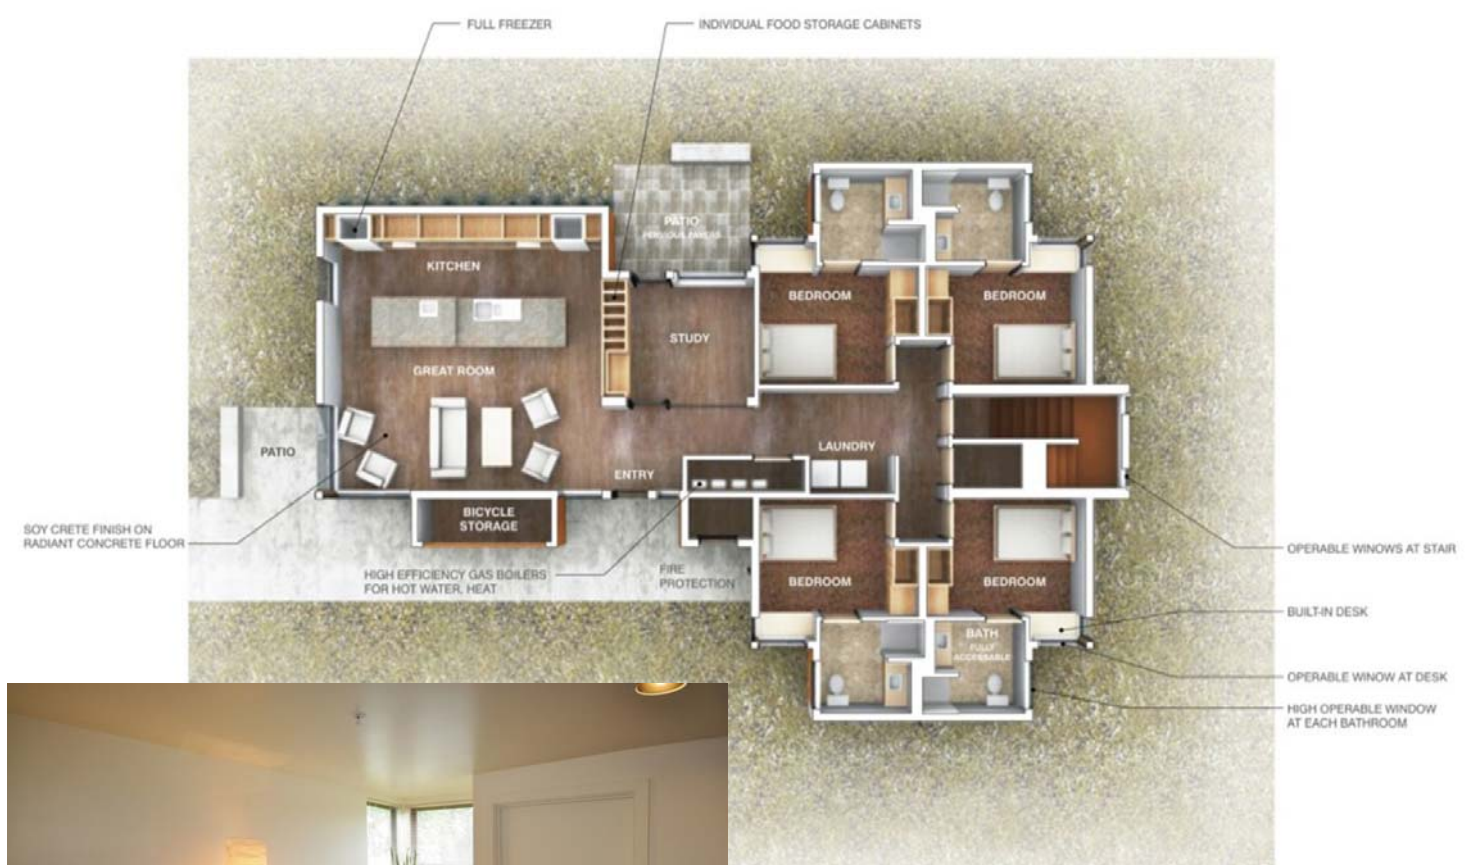 FULL FREEZER
INDIVIDUAL FOOD STORAGE CABINETS
PATIO
PERVIOUS PAVERS
KITCHEN
BEDROOM
BEDROOM
STUDY
GREAT ROOM
PATIO
LAUNDRY
ENTRY
BICYCLE
STORAGE
SOY CRETE FINISH ON
RADIANT CONCRETE FLOOR
HIGH EFFICIENCY GAS BOILERS
FOR HOT WATER, HEAT
FIRE
PROTECTION
BEDROOM
BEDROOM
OPERABLE WINOWS AT STAIR
BUILT-IN DESK
BATH
FULLY
ACCESSABLE
OPERABLE WINOW AT DESK
HIGH OPERABLE WINDOW
AT EACH BATHROOM